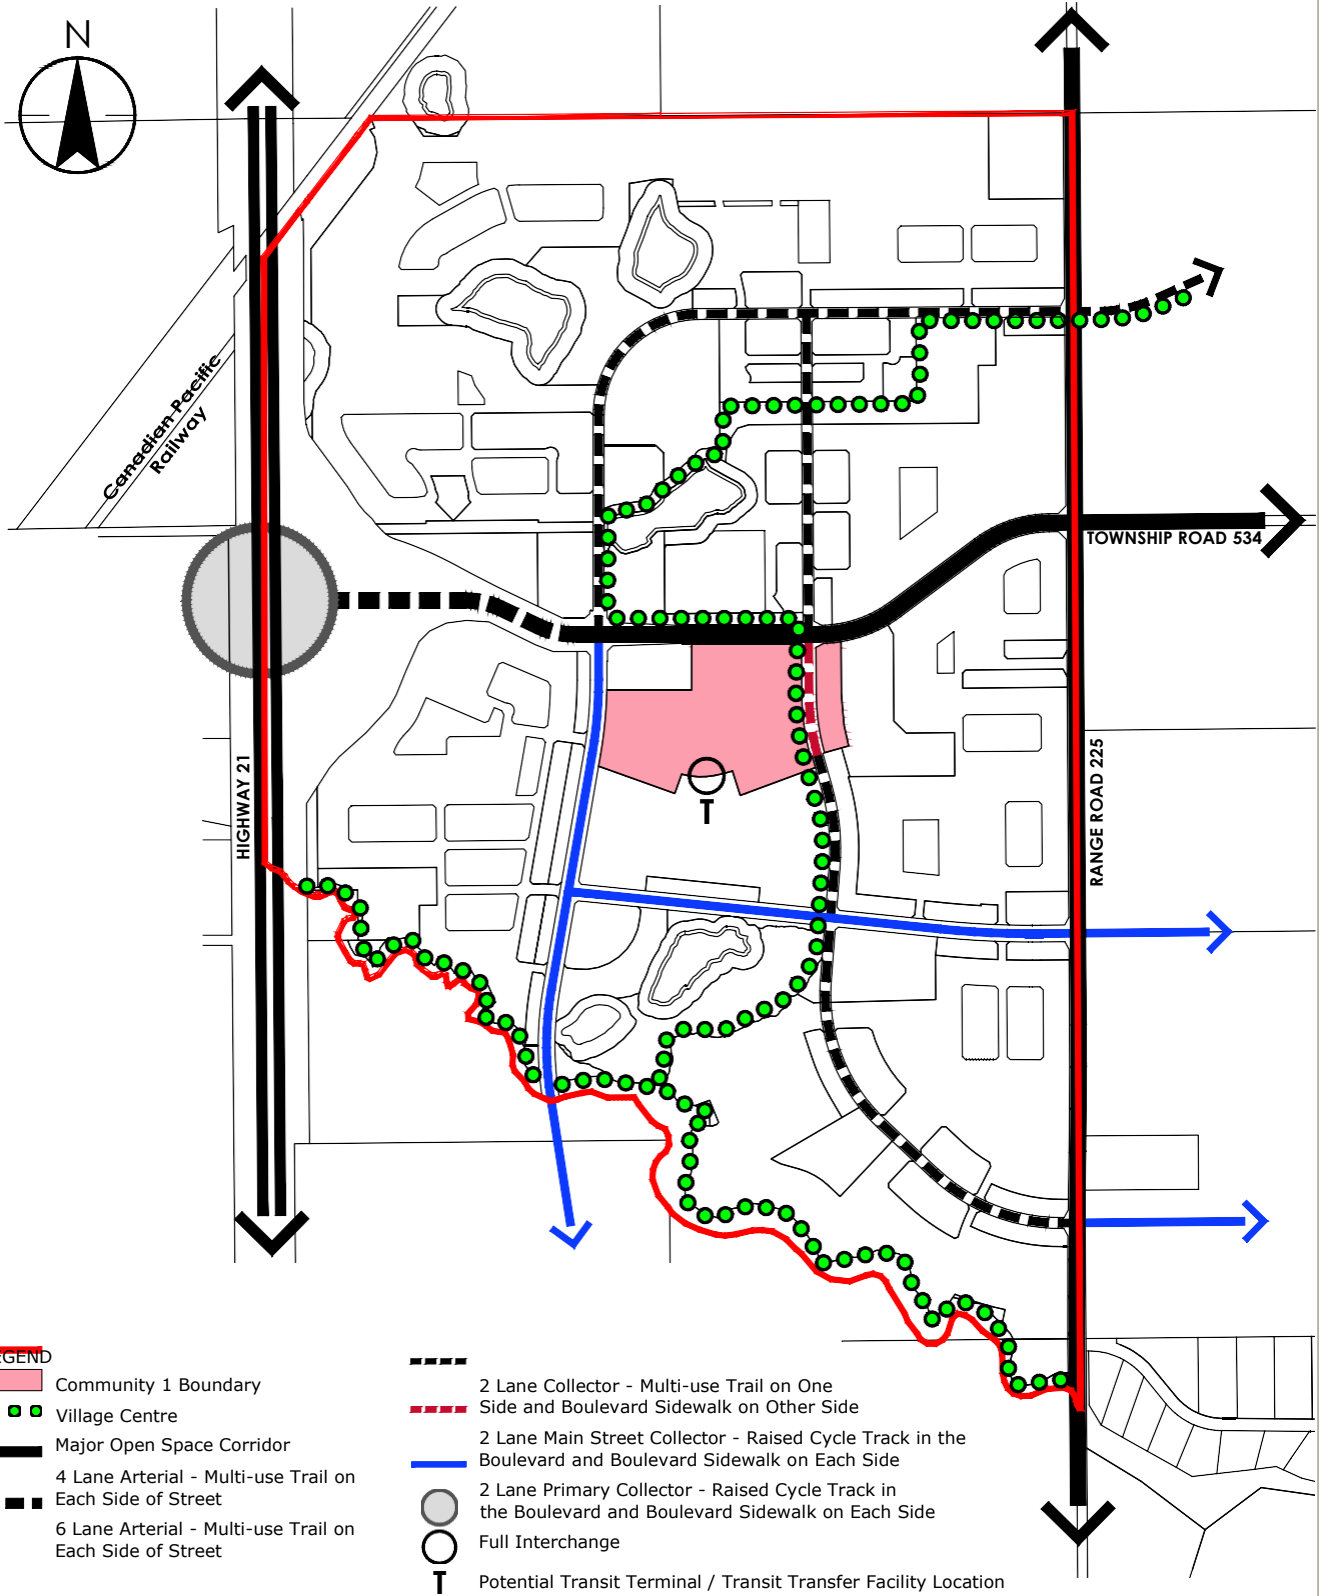 N
Canadian Pacific
Railway
TOWNSHIP ROAD 534
HIGHWAY 21
RANGE ROAD 225
T
EGEND
Community 1 Boundary
Village Centre
Major Open Space Corridor
4 Lane Arterial - Multi-use Trail on
Each Side of Street
6 Lane Arterial - Multi-use Trail on
Each Side of Street
2 Lane Collector - Multi-use Trail on One
Side and Boulevard Sidewalk on Other Side
2 Lane Main Street Collector - Raised Cycle Track in the
Boulevard and Boulevard Sidewalk on Each Side
2 Lane Primary Collector - Raised Cycle Track in
the Boulevard and Boulevard Sidewalk on Each Side
Full Interchange
T
Potential Transit Terminal / Transit Transfer Facility Location